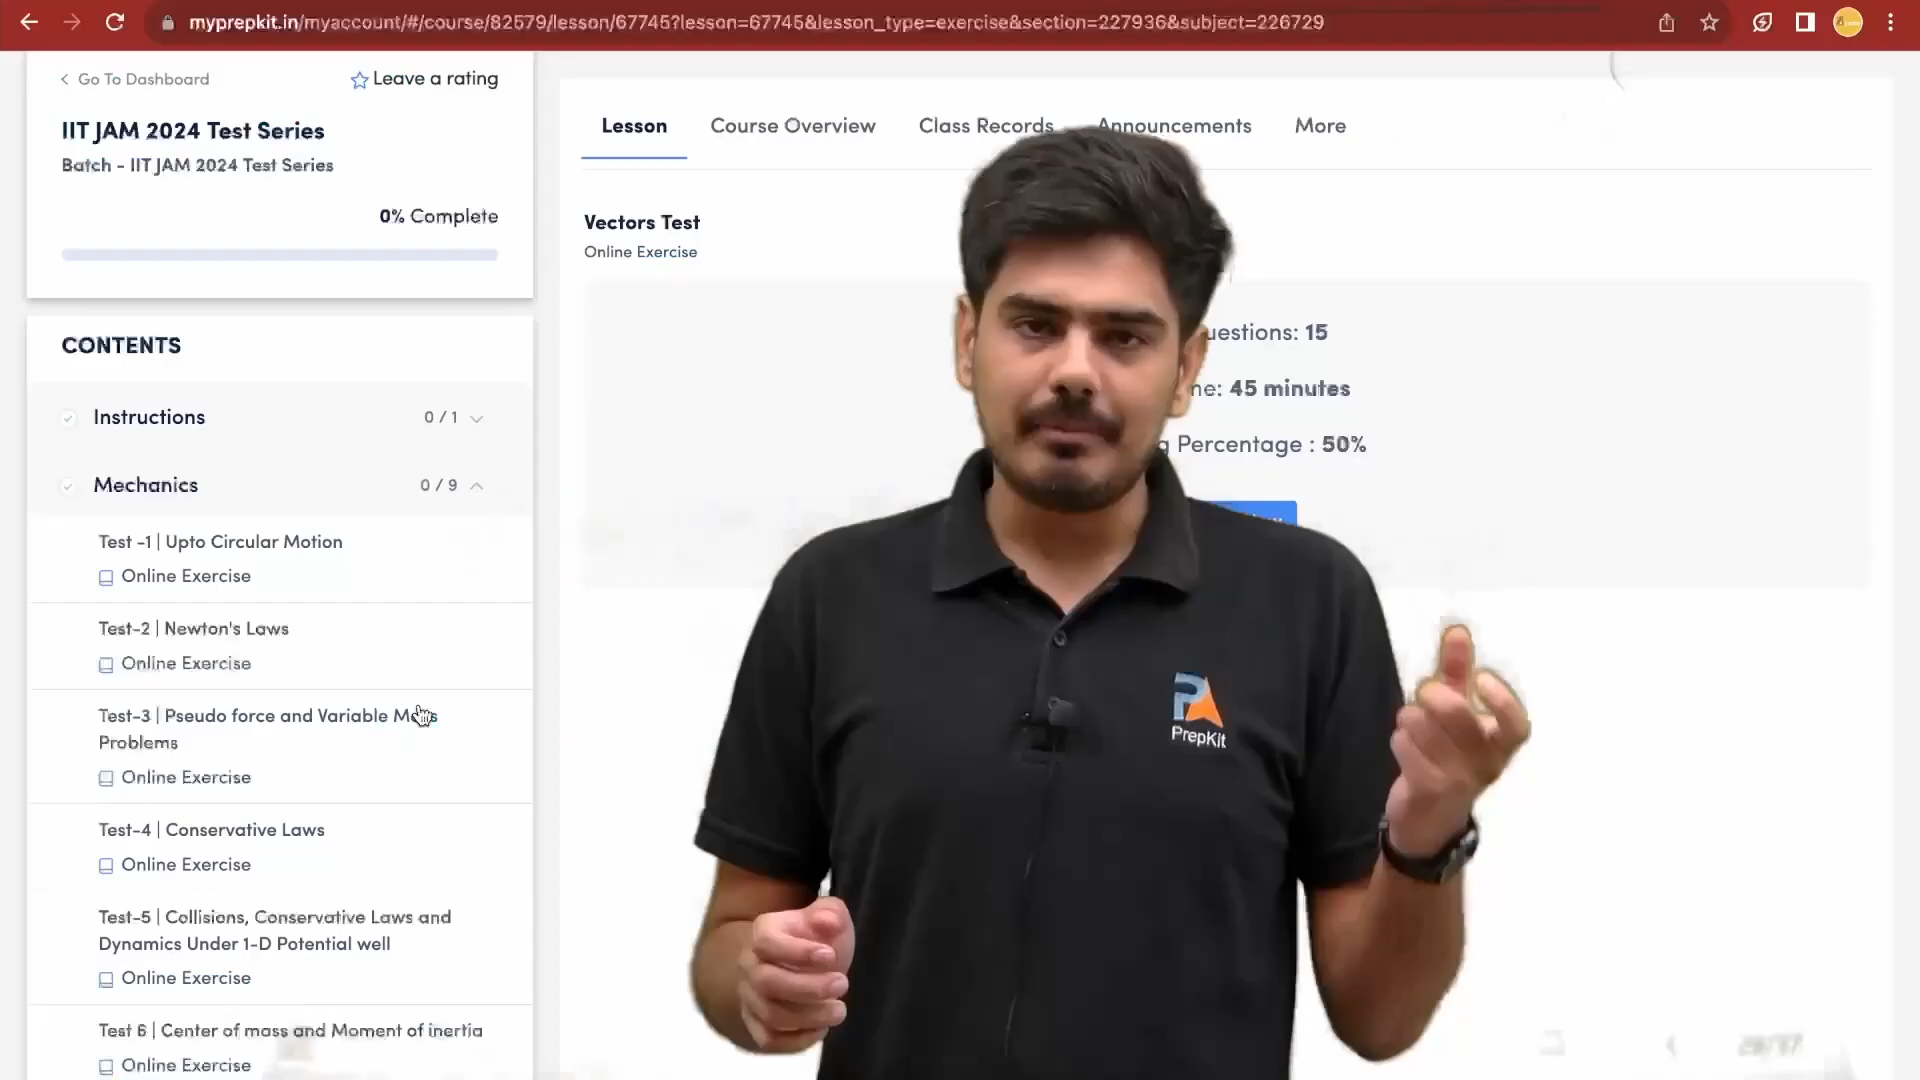 myprepkit.in/myaccount/#/course/82579/lesson/67745?lesson=67745&lesson_type=exercise&section=227936&subject=226729
Go To Dashboard
Leave a rating
IIT JAM 2024 Test Series
Batch - IIT JAM 2024 Test Series
0% Complete
CONTENTS
Instructions 0 / 1
Mechanics 0 / 9
Test -1 | Upto Circular Motion
Online Exercise
Test-2 | Newton's Laws
Online Exercise
Test-3 | Pseudo force and Variable
Problems
Online Exercise
Test-4 | Conservative Laws
Online Exercise
Test-5 | Collisions, Conservative Laws and
Dynamics Under 1-D Potential well
Online Exercise
Test 6 | Center of mass and Moment of inertia
Online Exercise
Lesson Course Overview Class Records Announcements More
Vectors Test
Online Exercise
uestions: 15
me: 45 minutes
g Percentage : 50%
PrepKit